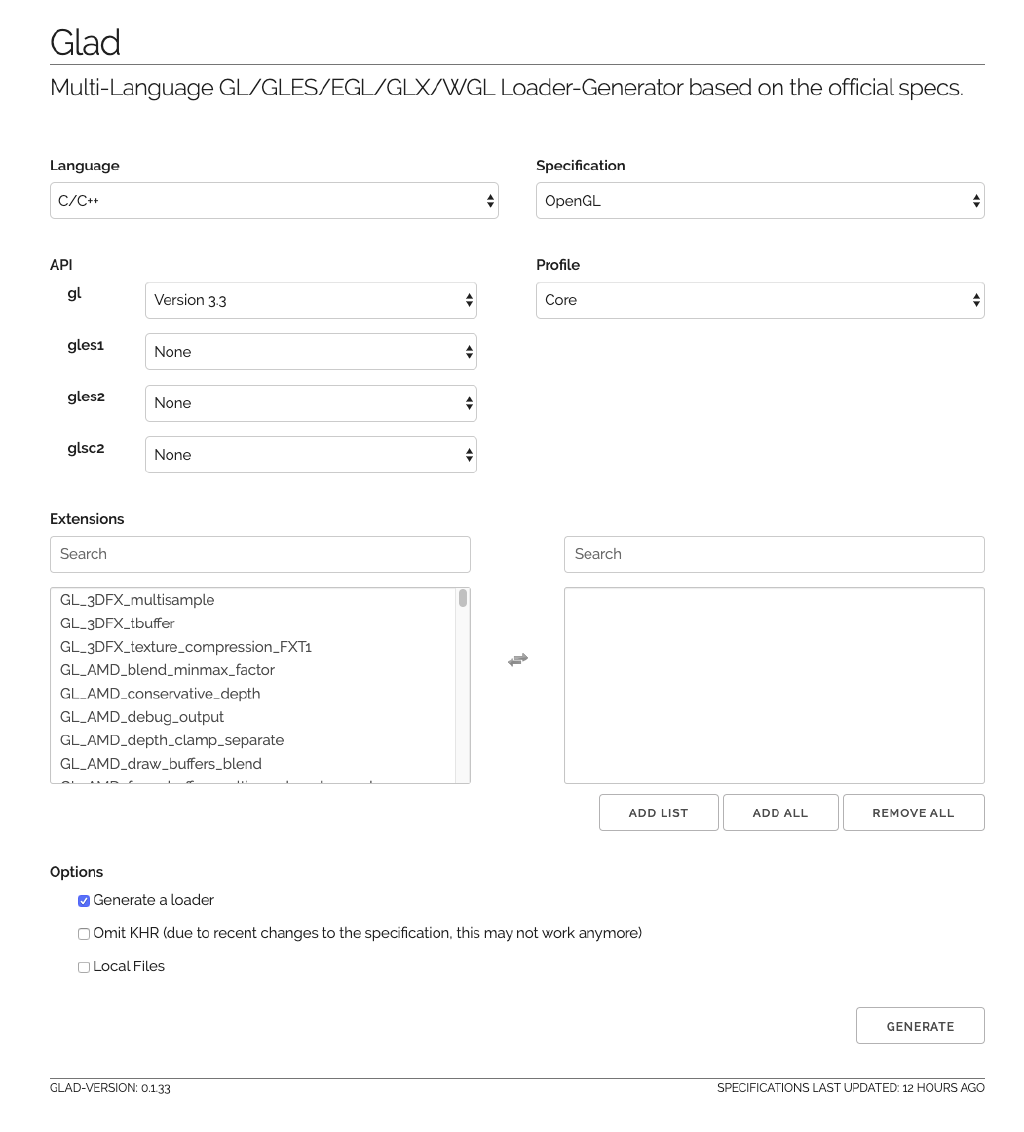 Glad
Multi-Language GL/GLES/EGL/GLX/WGL Loader-Generator based on the official specs.
Language
Specification
C/C++
OpenGL
API
Profile
gl
Version 3.3
Core
gles1
None
gles2
None
glsc2
None
Extensions
Search
Search
GL_3DFX_multisample
GL_3DFX_tbuffer
GL_3DFX_texture_compression_FXT1
GL_AMD_blend_minmax_factor
GL_AMD_conservative_depth
GL_AMD_debug_output
GL_AMD_depth_clamp_separate
GL_AMD_draw_buffers_blend
ADD LIST
ADD ALL
REMOVE ALL
Options
Generate a loader
Omit KHR (due to recent changes to the specification, this may not work anymore)
Local Files
GENERATE
GLAD-VERSION: 0.1.33
SPECIFICATIONS LAST UPDATED: 12 HOURS AGO